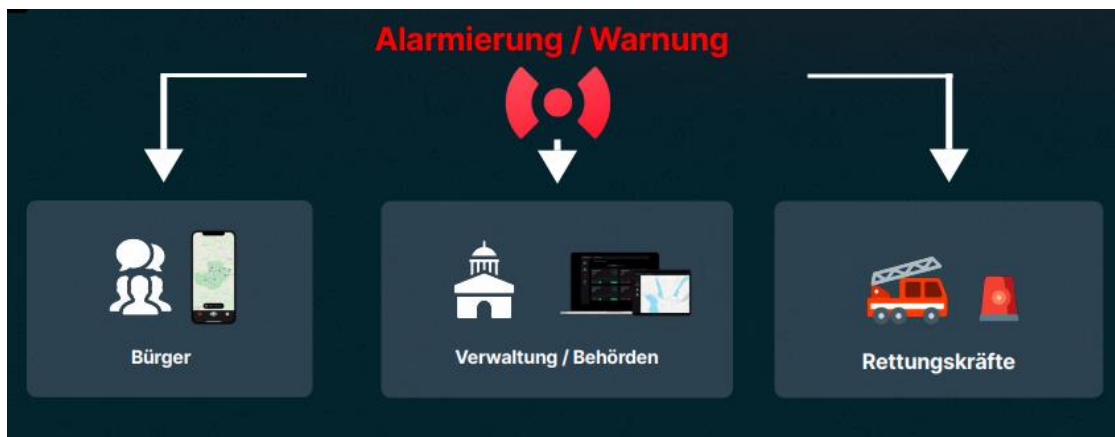 Alarmierung / Warnung
Bürger
Verwaltung / Behörden
Rettungskräfte